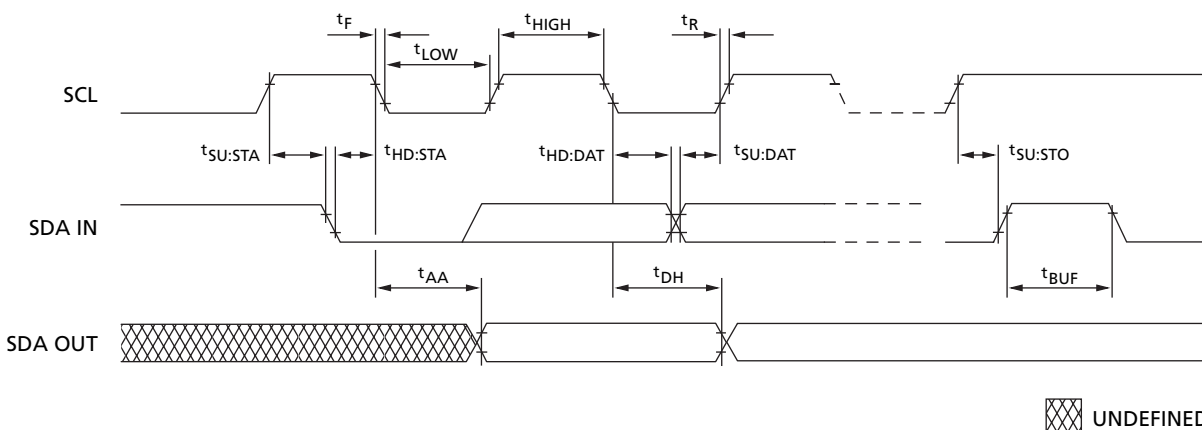 tF
tHIGH
tR
tLOW
SCL
tSU:STA
tHD:STA
tHD:DAT
tSU:DAT
tSU:STO
SDA IN
tAA
tDH
tBUF
SDA OUT
UNDEFINED